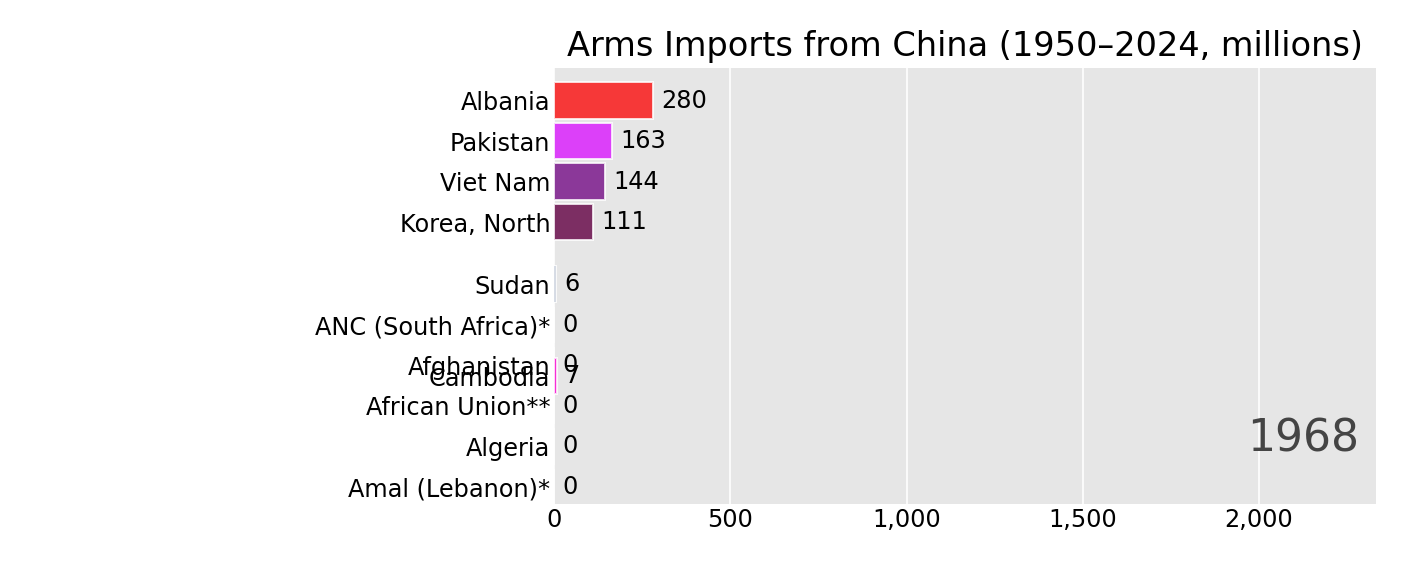 Arms Imports from China (1950–2024, millions)
Albania 280
Pakistan 163
Viet Nam 144
Korea, North 111
Sudan 6
ANC (South Africa)* 0
Afghanistan 0
Cambodia 7
African Union** 0
Algeria 0
Amal (Lebanon)* 0
1968
0 500 1,000 1,500 2,000